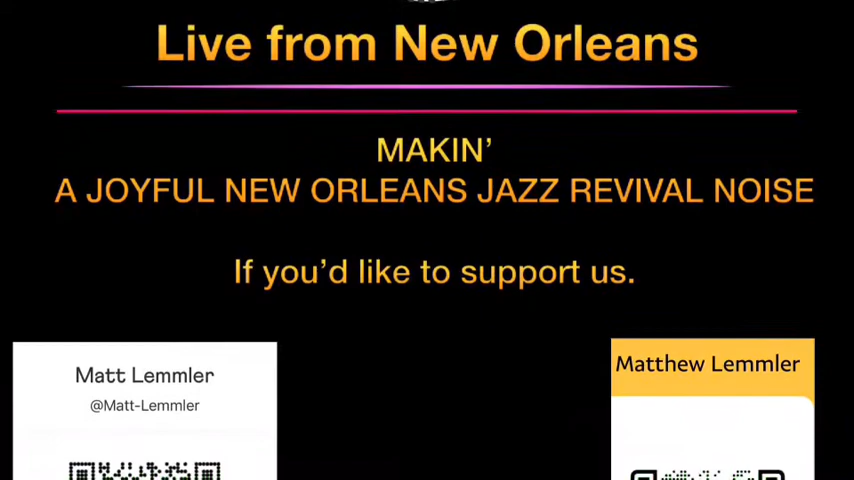 Live from New Orleans
MAKIN’
A JOYFUL NEW ORLEANS JAZZ REVIVAL NOISE
If you’d like to support us.
Matt Lemmler
@Matt-Lemmler
Matthew Lemmler